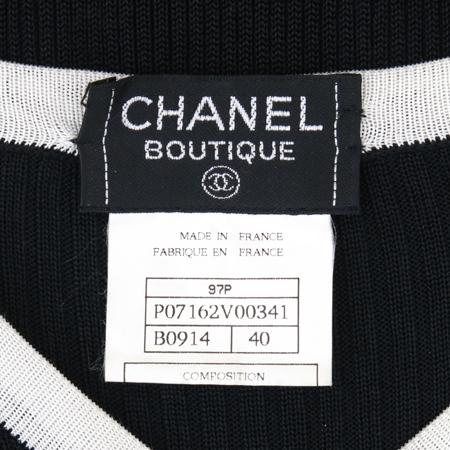 CHANEL
BOUTIQUE
MADE IN FRANCE
FABRIQUE EN FRANCE
97P
P07162V00341
B0914 40
COMPOSITION